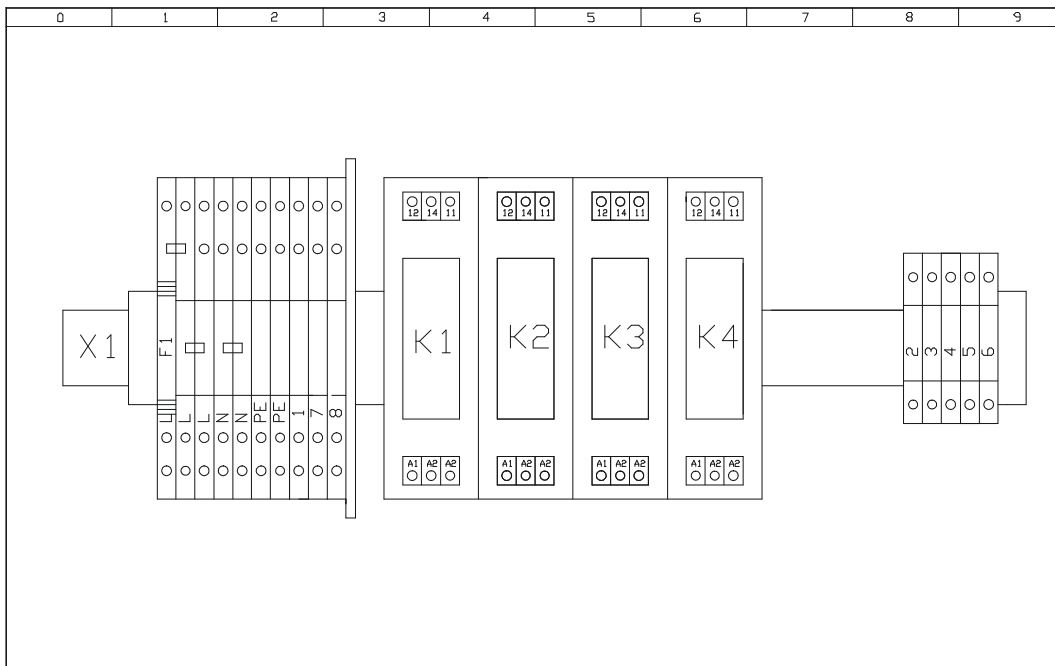 0 1 2 3 4 5 6 7 8 9
12 14 11 12 14 11 12 14 11 12 14 11
X1 F1 K1 K2 K3 K4 2 3 4 5 6
L L L N N PE PE 1 7 8
A1 A2 A2 A1 A2 A2 A1 A2 A2 A1 A2 A2